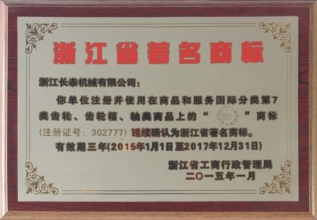 浙江省著名商标
浙江长泰机械有限公司：
你单位注册并使用在商品和服务国际分类第7
类齿轮、齿轮箱、轴类商品上的“ ”商标
(注册证号：302777) 延续确认为浙江省著名商标。
有效期三年(2015年1月1日至2017年12月31日)
浙江省工商行政管理局
二〇一五年一月